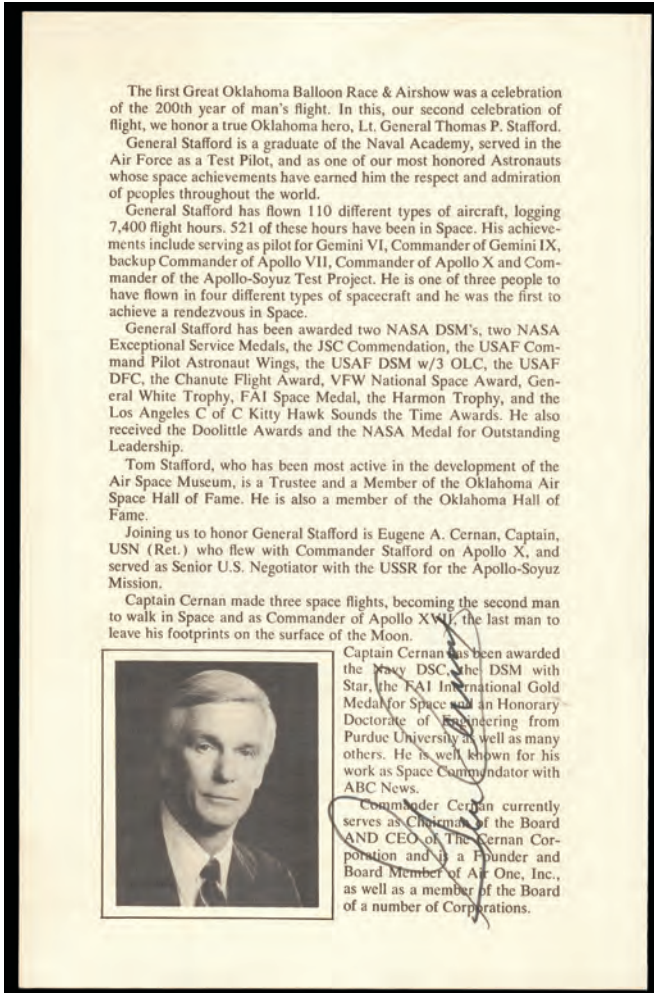 The first Great Oklahoma Balloon Race & Airshow was a celebration
of the 200th year of man's flight. In this, our second celebration of
flight, we honor a true Oklahoma hero, Lt. General Thomas P. Stafford.
General Stafford is a graduate of the Naval Academy, served in the
Air Force as a Test Pilot, and as one of our most honored Astronauts
whose space achievements have earned him the respect and admiration
of peoples throughout the world.
General Stafford has flown 110 different types of aircraft, logging
7,400 flight hours. 521 of these hours have been in Space. His achieve-
ments include serving as pilot for Gemini VI, Commander of Gemini IX,
backup Commander of Apollo VII, Commander of Apollo X and Com-
mander of the Apollo-Soyuz Test Project. He is one of three people to
have flown in four different types of spacecraft and he was the first to
achieve a rendezvous in Space.
General Stafford has been awarded two NASA DSM's, two NASA
Exceptional Service Medals, the JSC Commendation, the USAF Com-
mand Pilot Astronaut Wings, the USAF DSM w/3 OLC, the USAF
DFC, the Chanute Flight Award, VFW National Space Award, Gen-
eral White Trophy, FAI Space Medal, the Harmon Trophy, and the
Los Angeles C of C Kitty Hawk Sounds the Time Awards. He also
received the Doolittle Awards and the NASA Medal for Outstanding
Leadership.
Tom Stafford, who has been most active in the development of the
Air Space Museum, is a Trustee and a Member of the Oklahoma Air
Space Hall of Fame. He is also a member of the Oklahoma Hall of
Fame.
Joining us to honor General Stafford is Eugene A. Cernan, Captain,
USN (Ret.) who flew with Commander Stafford on Apollo X, and
served as Senior U.S. Negotiator with the USSR for the Apollo-Soyuz
Mission.
Captain Cernan made three space flights, becoming the second man
to walk in Space and as Commander of Apollo XVII, the last man to
leave his footprints on the surface of the Moon.
Captain Cernan has been awarded
the Navy DSC, the DSM with
Star, the FAI International Gold
Medal for Space and an Honorary
Doctorate of Engineering from
Purdue University as well as many
others. He is well known for his
work as Space Commendator with
ABC News.
Commander Cernan currently
serves as Chairman of the Board
AND CEO of The Cernan Cor-
poration and is a Founder and
Board Member of Air One, Inc.,
as well as a member of the Board
of a number of Corporations.